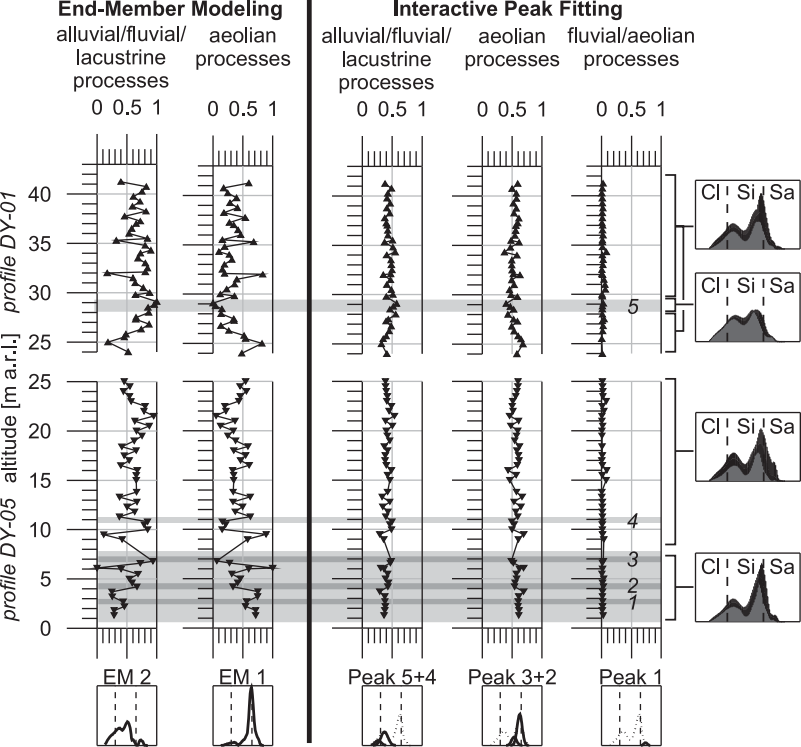 End-Member Modeling
Interactive Peak Fitting
alluvial/fluvial/
lacustrine
processes
aeolian
processes
alluvial/fluvial/
lacustrine
processes
aeolian
processes
fluvial/aeolian
processes
0 0.5 1
0 0.5 1
0 0.5 1
0 0.5 1
0 0.5 1
profile DY-01
altitude [m a.r.l.]
profile DY-05
40
35
30
25
25
20
15
10
5
0
5
4
3
2
1
Cl Si Sa
Cl Si Sa
Cl Si Sa
Cl Si Sa
EM 2
EM 1
Peak 5+4
Peak 3+2
Peak 1